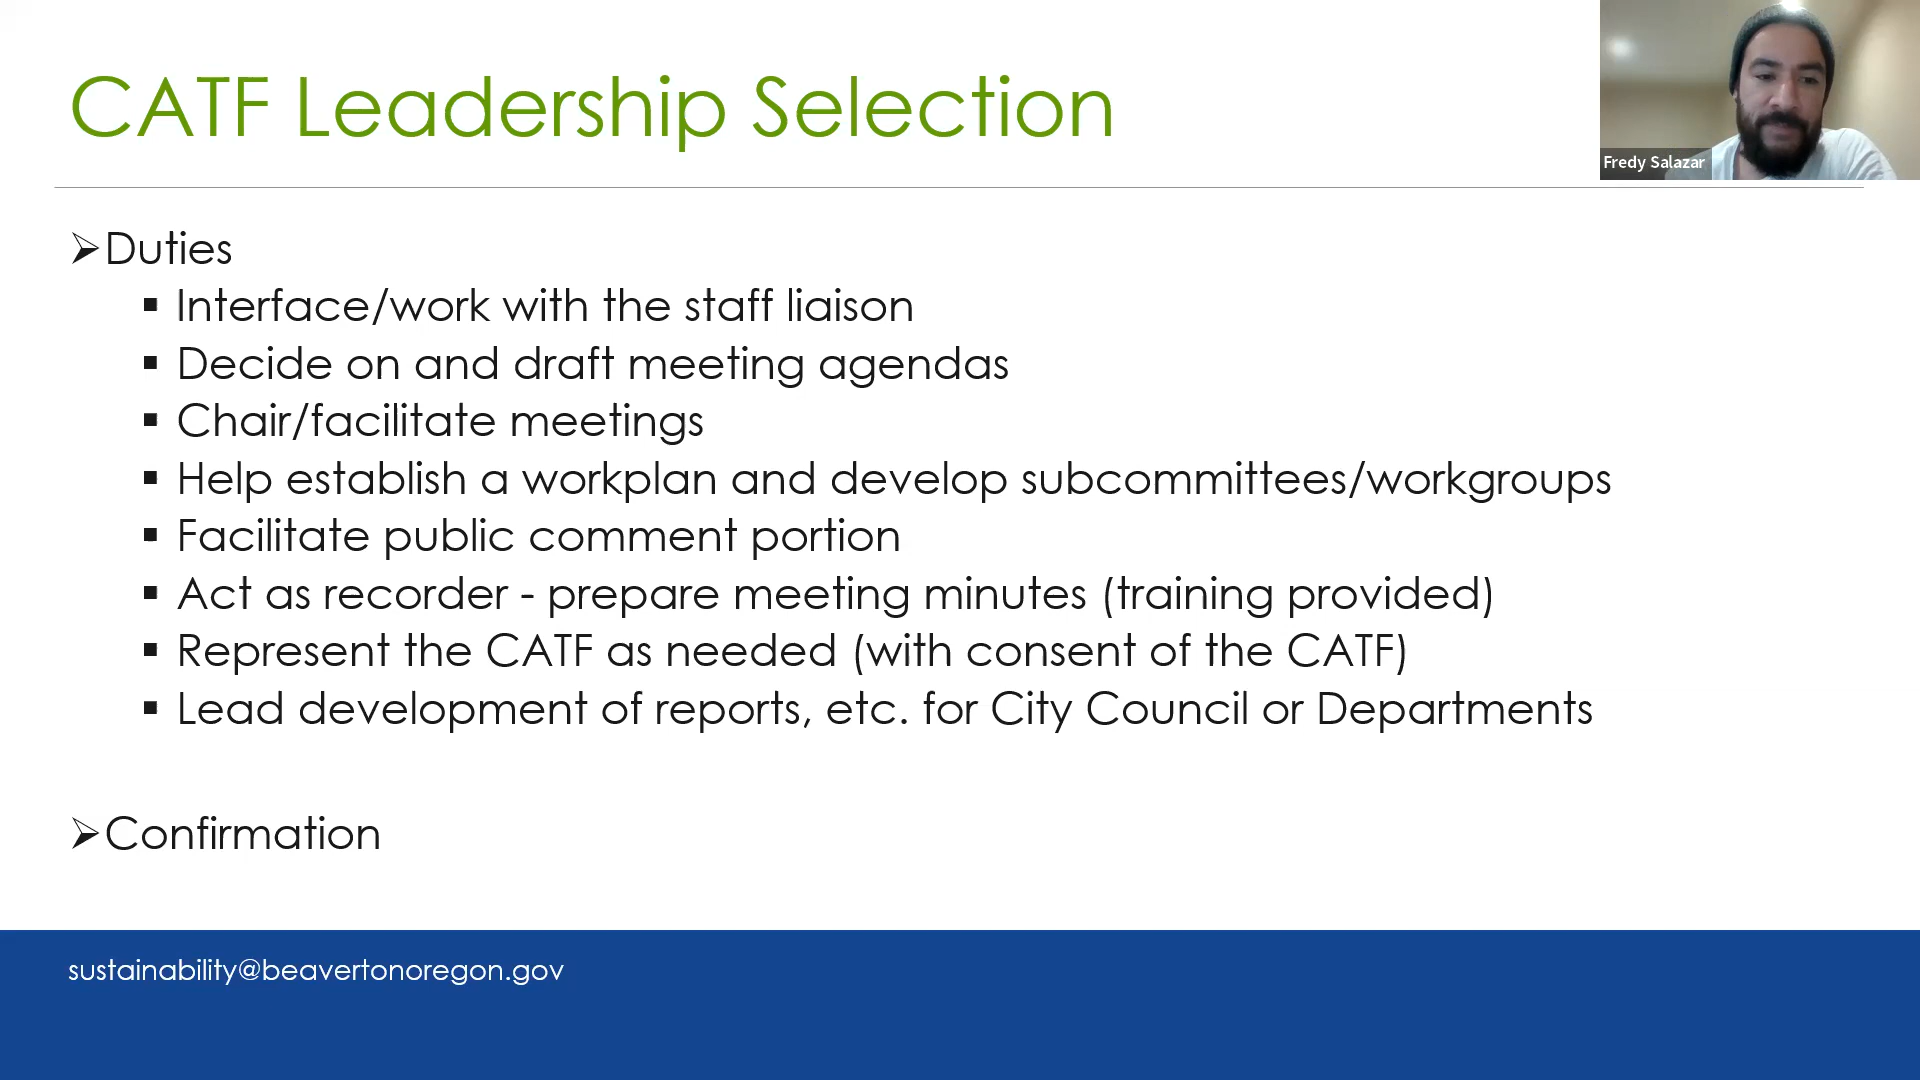 CATF Leadership Selection
Fredy Salazar
➢Duties
▪ Interface/work with the staff liaison
▪ Decide on and draft meeting agendas
▪ Chair/facilitate meetings
▪ Help establish a workplan and develop subcommittees/workgroups
▪ Facilitate public comment portion
▪ Act as recorder - prepare meeting minutes (training provided)
▪ Represent the CATF as needed (with consent of the CATF)
▪ Lead development of reports, etc. for City Council or Departments
➢Confirmation
sustainability@beavertonoregon.gov